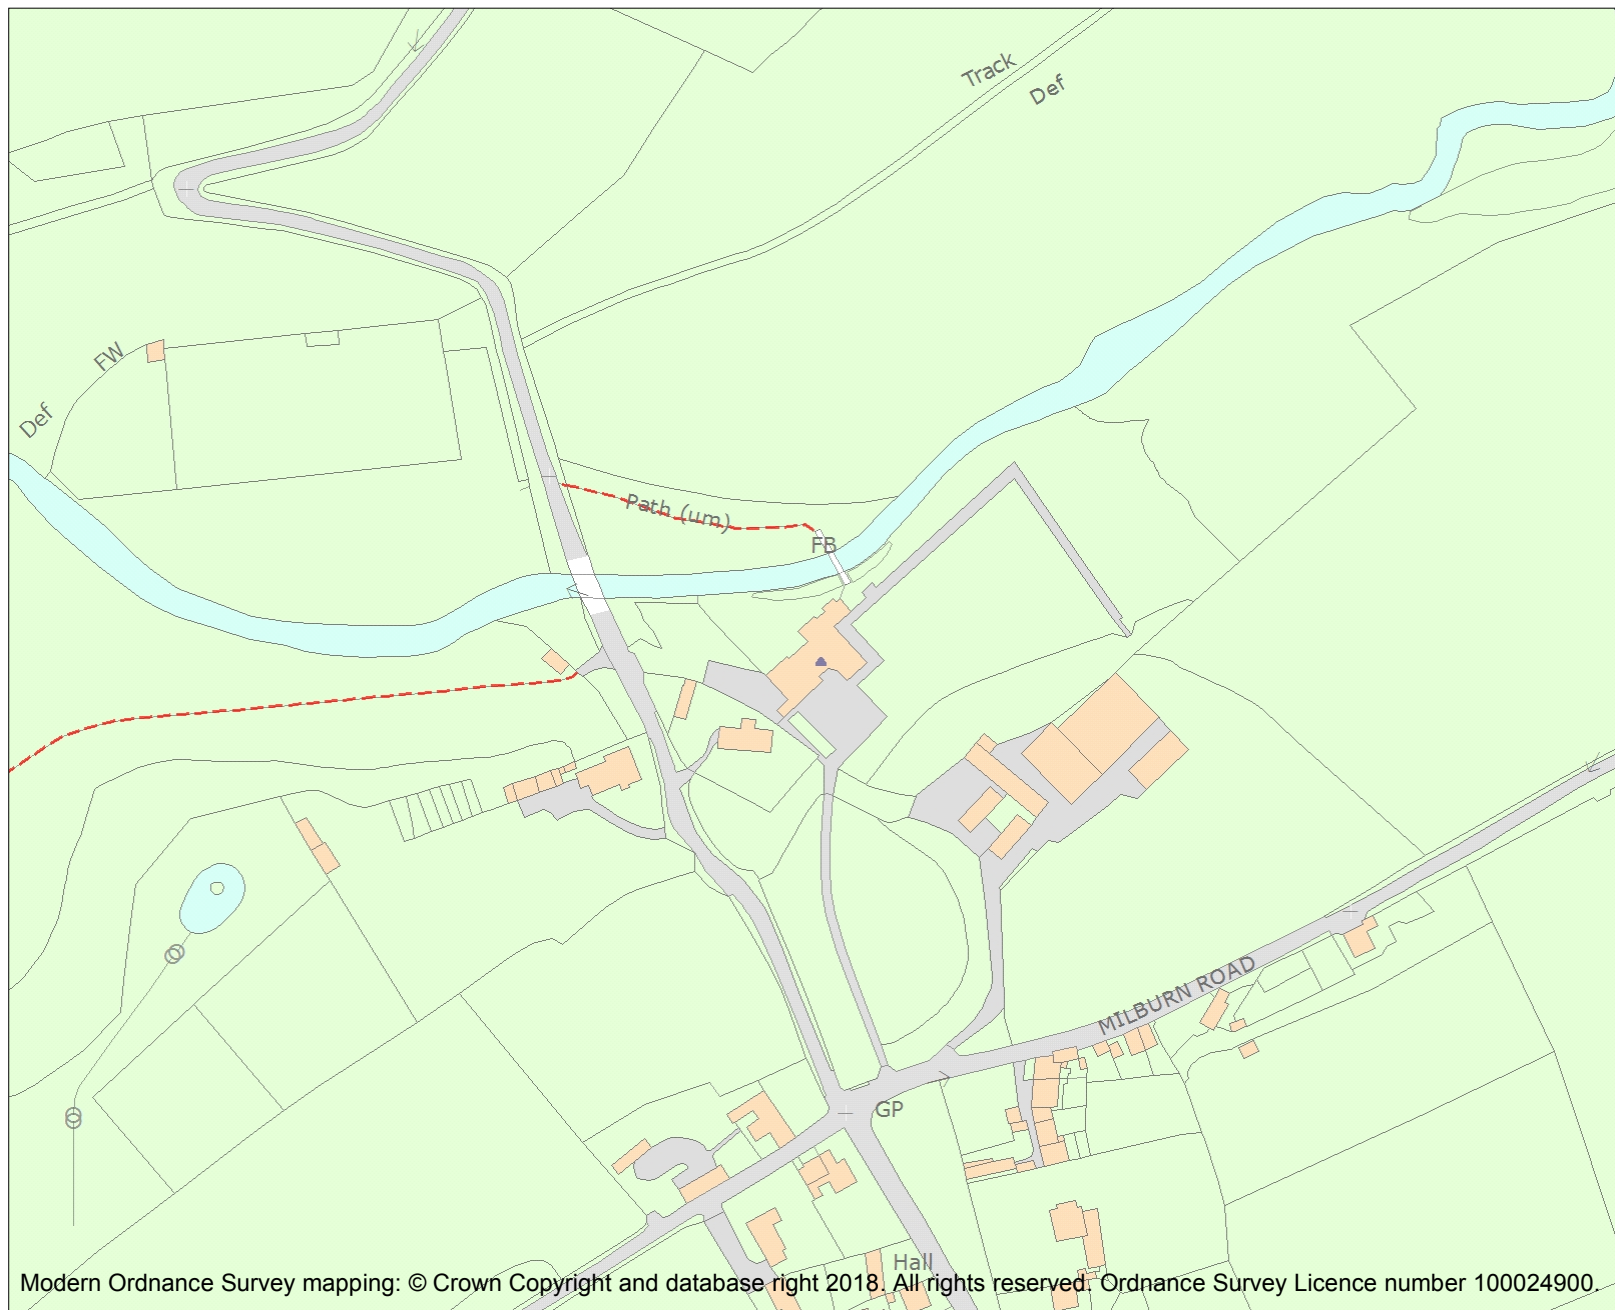 Track
Def
FW
Def
Path (um)
FB
MILBURN ROAD
GP
Hall
Modern Ordnance Survey mapping: © Crown Copyright and database right 2018. All rights reserved. Ordnance Survey Licence number 100024900.